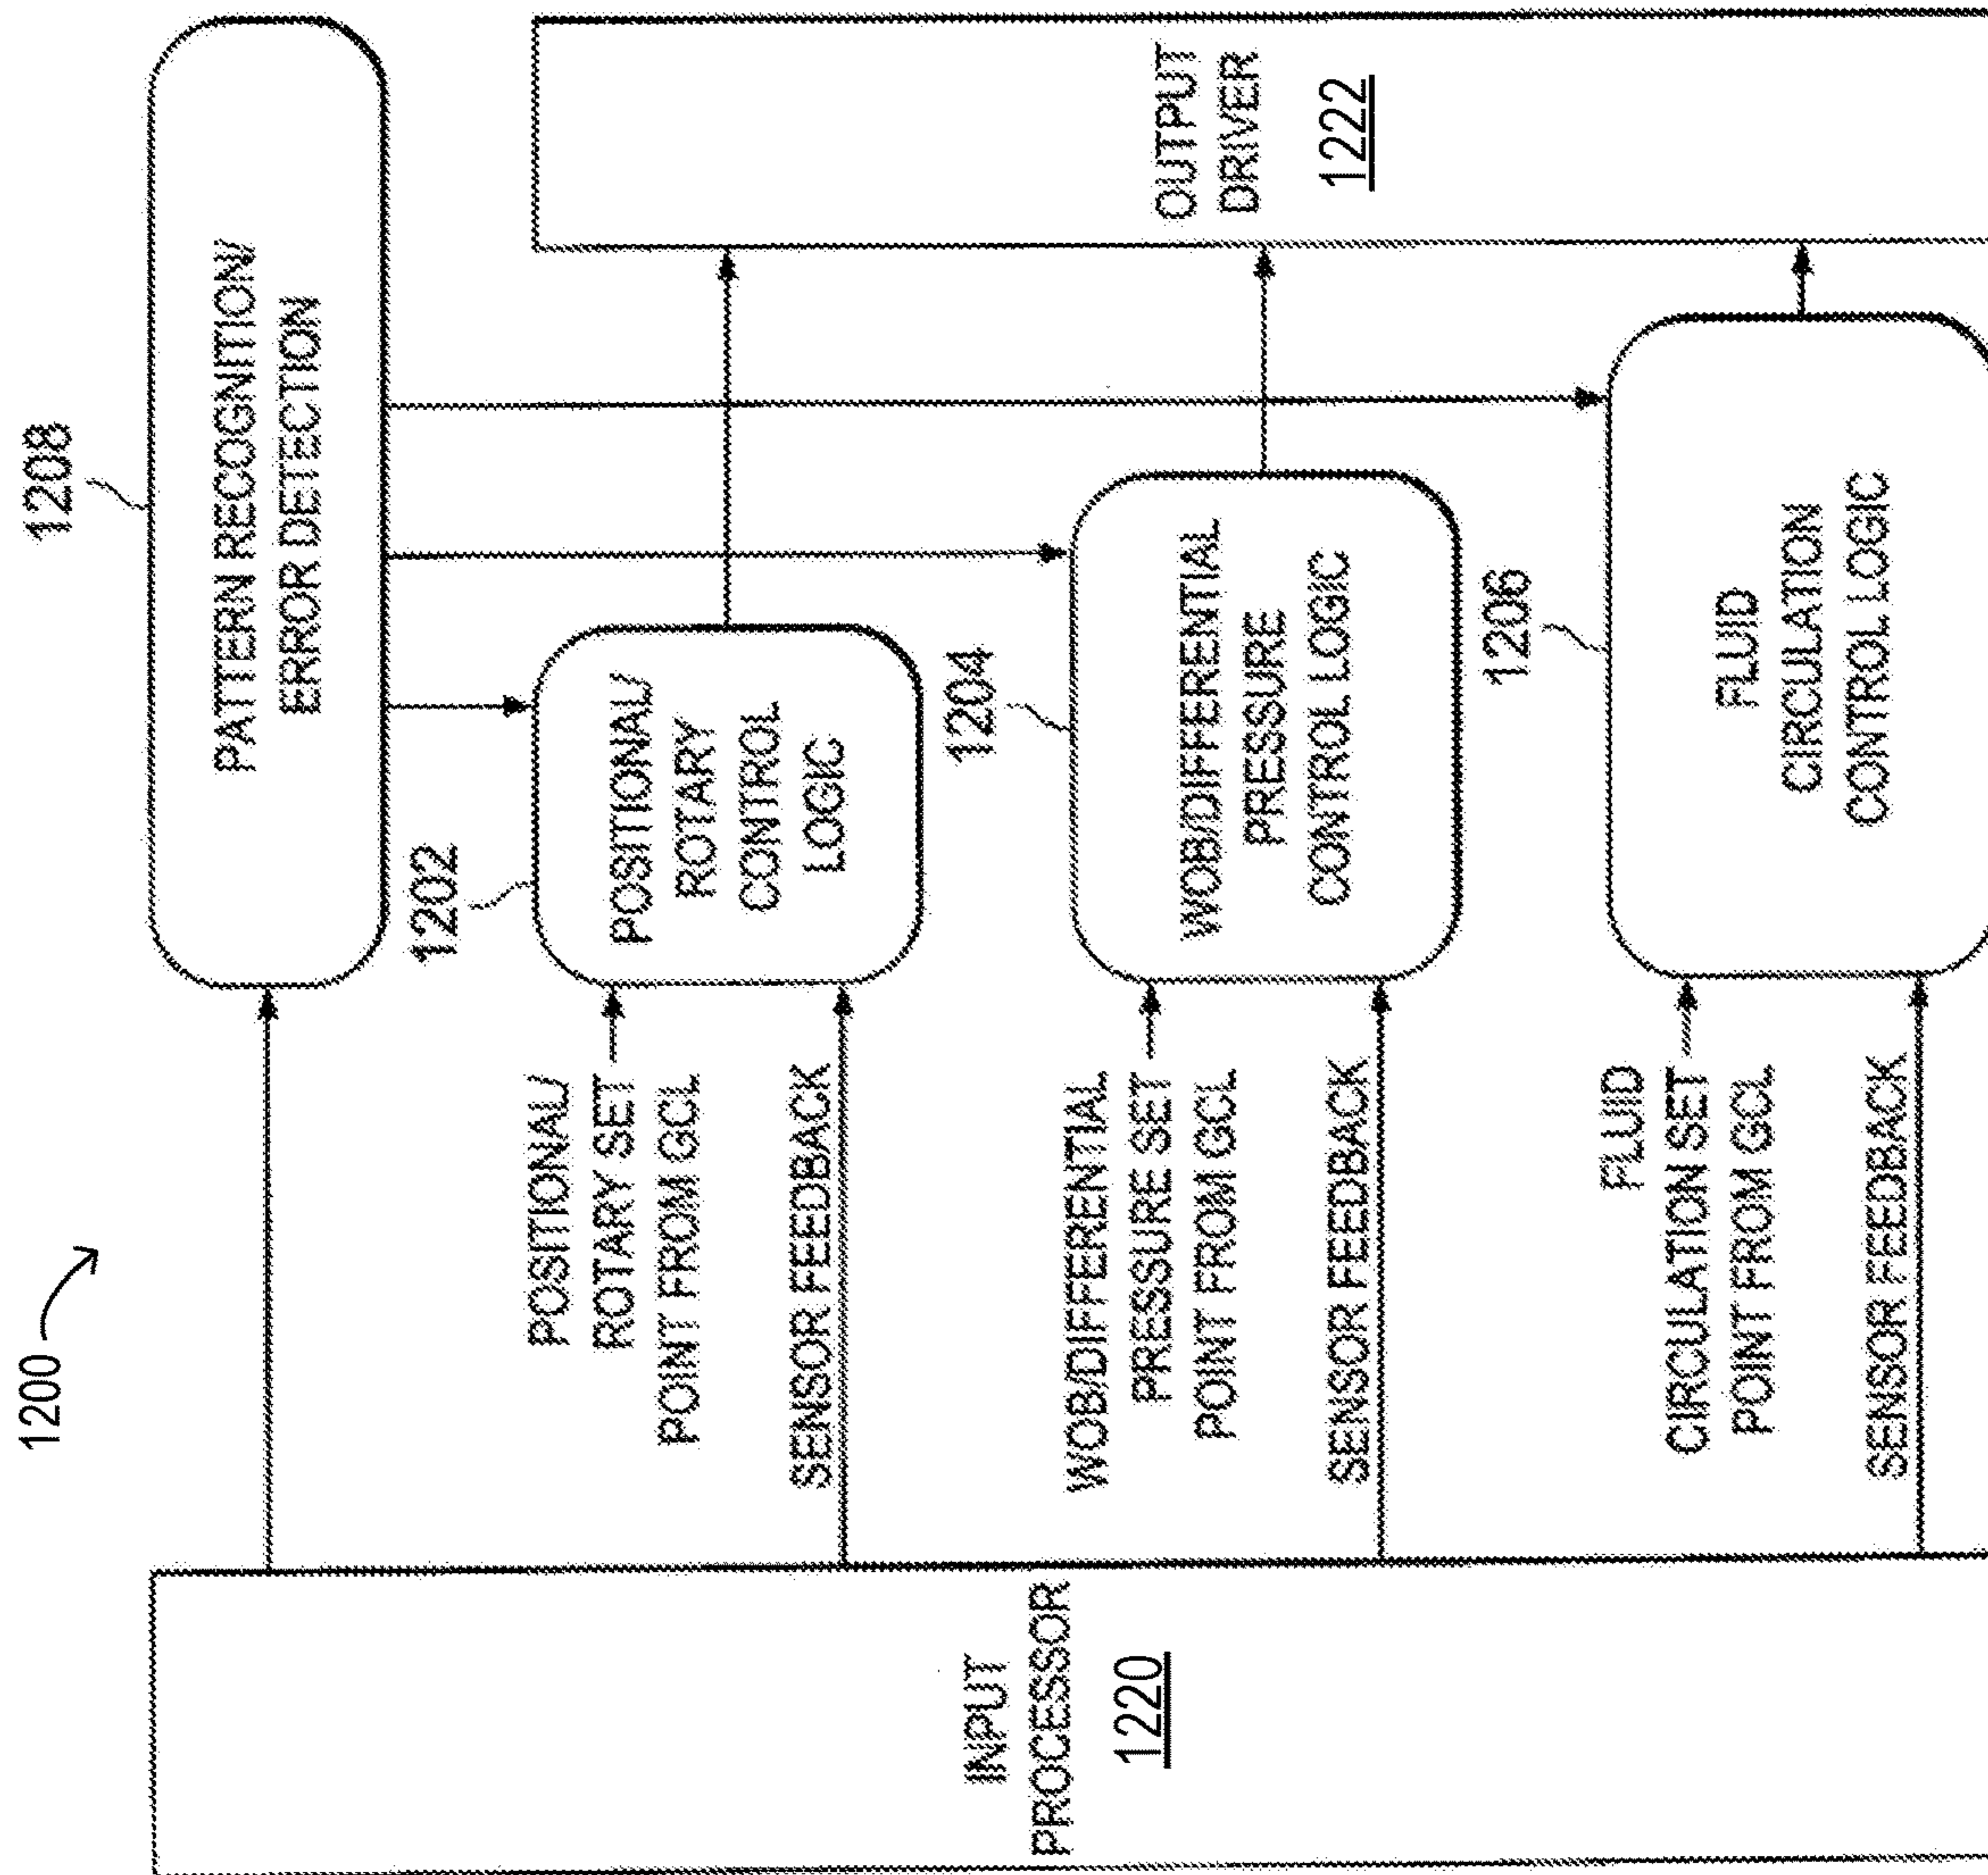 1200
1208
PATTERN RECOGNITION/
ERROR DETECTION
1202
POSITIONAL/
ROTARY SET
POINT FROM GCL
SENSOR FEEDBACK
POSITIONAL/
ROTARY
CONTROL
LOGIC
1204
WOB/DIFFERENTIAL
PRESSURE SET
POINT FROM GCL
SENSOR FEEDBACK
WOB/DIFFERENTIAL
PRESSURE
CONTROL LOGIC
1206
FLUID
CIRCULATION SET
POINT FROM GCL
SENSOR FEEDBACK
FLUID
CIRCULATION
CONTROL LOGIC
INPUT
PROCESSOR
1220
OUTPUT
DRIVER
1222